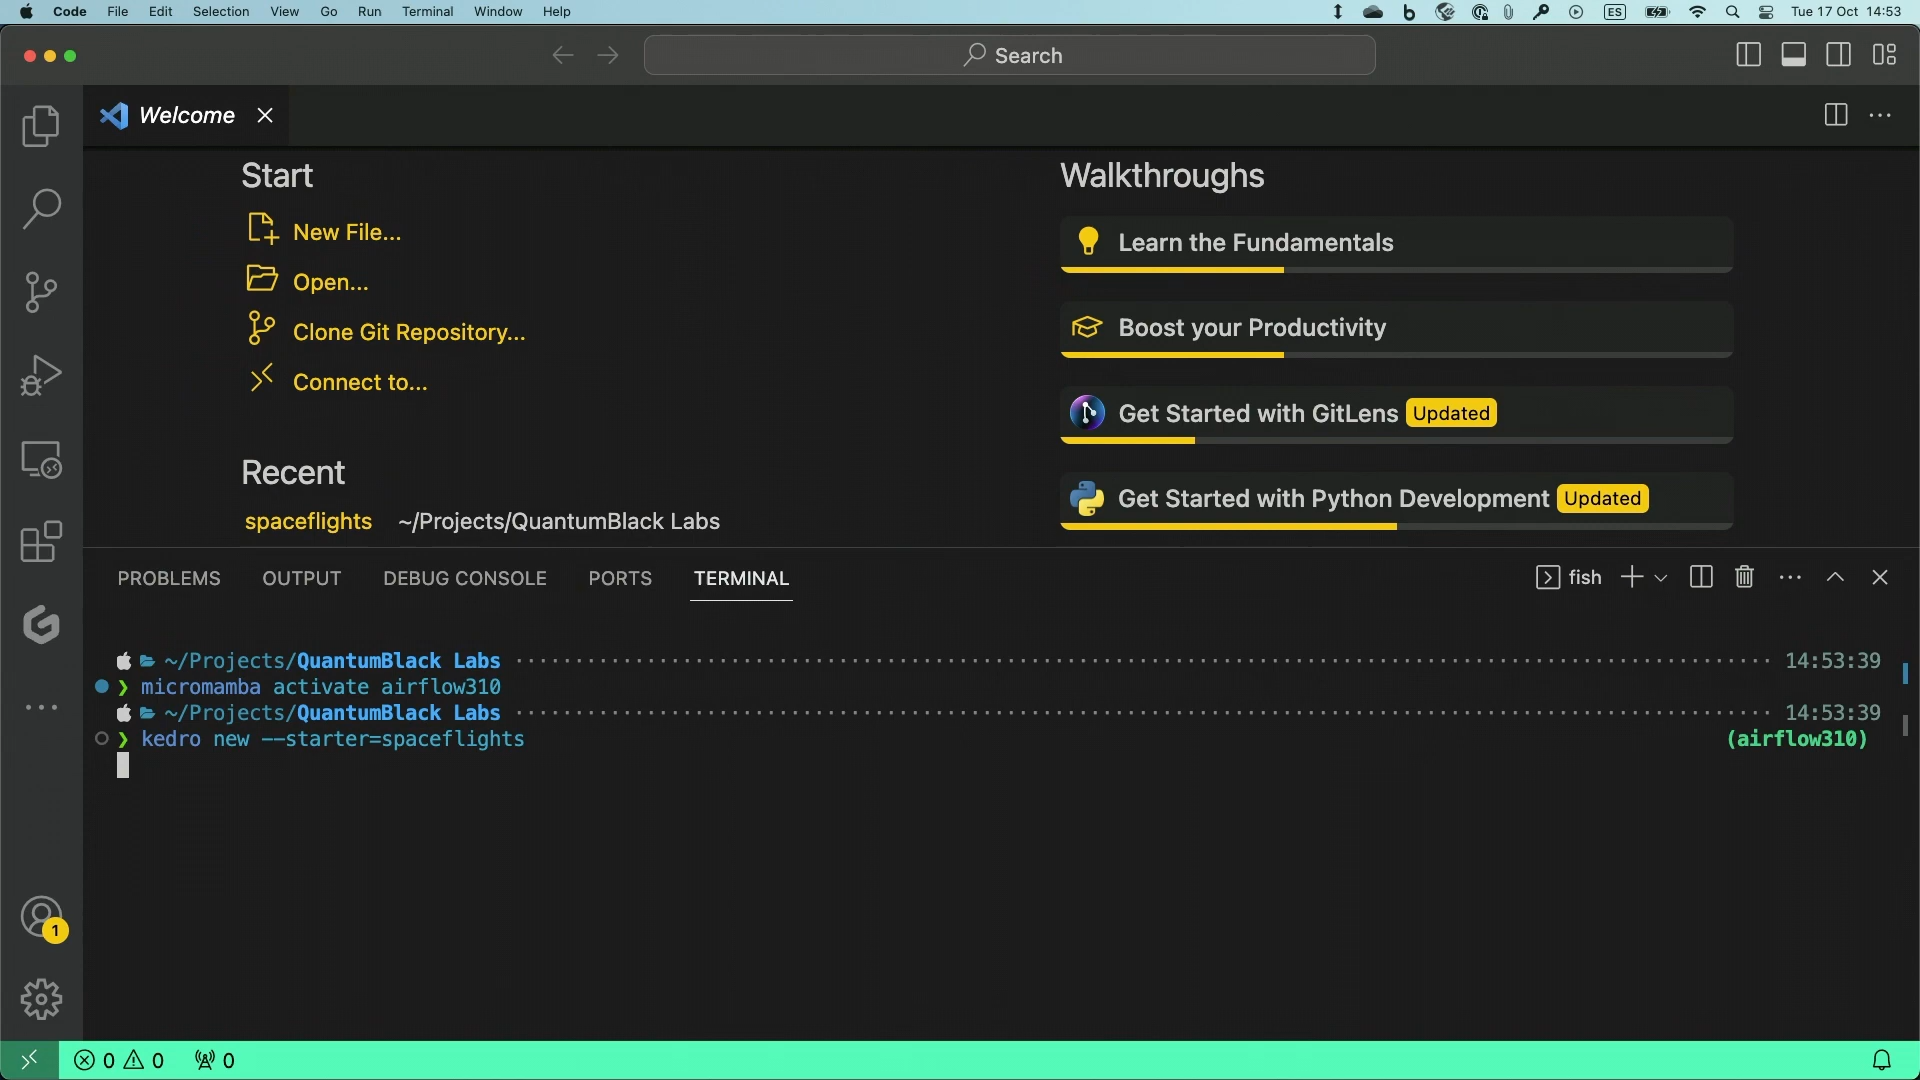 Code File Edit Selection View Go Run Terminal Window Help ES Tue 17 Oct 14:53
Search
Welcome
Start
New File...
Open...
Clone Git Repository...
Connect to...
Recent
spaceflights ~/Projects/QuantumBlack Labs
Walkthroughs
Learn the Fundamentals
Boost your Productivity
Get Started with GitLens Updated
Get Started with Python Development Updated
PROBLEMS OUTPUT DEBUG CONSOLE PORTS TERMINAL fish
~/Projects/QuantumBlack Labs 14:53:39
❯ micromamba activate airflow310
~/Projects/QuantumBlack Labs 14:53:39
❯ kedro new --starter=spaceflights (airflow310)
1
0 0 0